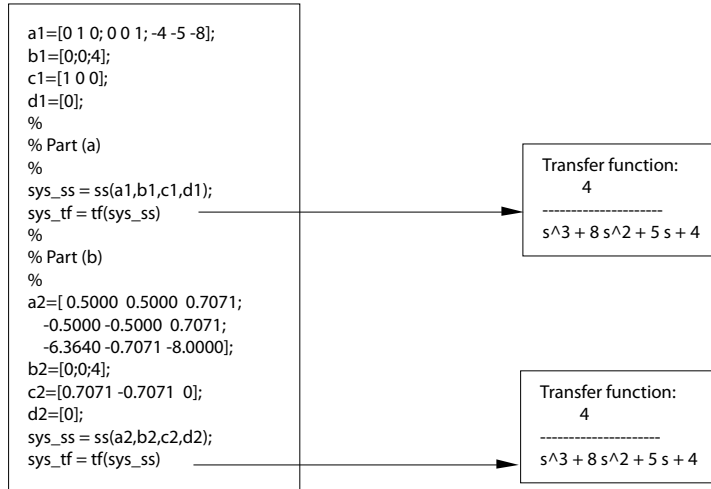 a1=[0 1 0; 0 0 1; -4 -5 -8];
b1=[0;0;4];
c1=[1 0 0];
d1=[0];
%
% Part (a)
%
sys_ss = ss(a1,b1,c1,d1);
sys_tf = tf(sys_ss)
%
% Part (b)
%
a2=[ 0.5000 0.5000 0.7071;
-0.5000 -0.5000 0.7071;
-6.3640 -0.7071 -8.0000];
b2=[0;0;4];
c2=[0.7071 -0.7071 0];
d2=[0];
sys_ss = ss(a2,b2,c2,d2);
sys_tf = tf(sys_ss)
Transfer function:
4
---------------------
s^3 + 8 s^2 + 5 s + 4
Transfer function:
4
---------------------
s^3 + 8 s^2 + 5 s + 4